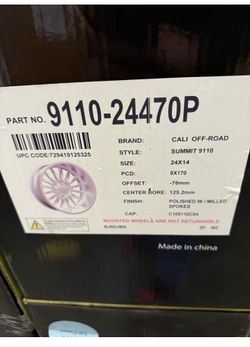 PART NO. 9110-24470P
UPC CODE:729419125325
BRAND: CALI OFF-ROAD
STYLE: SUMMIT 9110
SIZE: 24X14
PCD: 8X170
OFFSET: -76mm
CENTER BORE: 125.2mm
FINISH: POLISHED W / MILLED
SPOKES
CAP: C109110C04
MOUNTED WHEELS ARE NOT RETURNABLE
Made in china